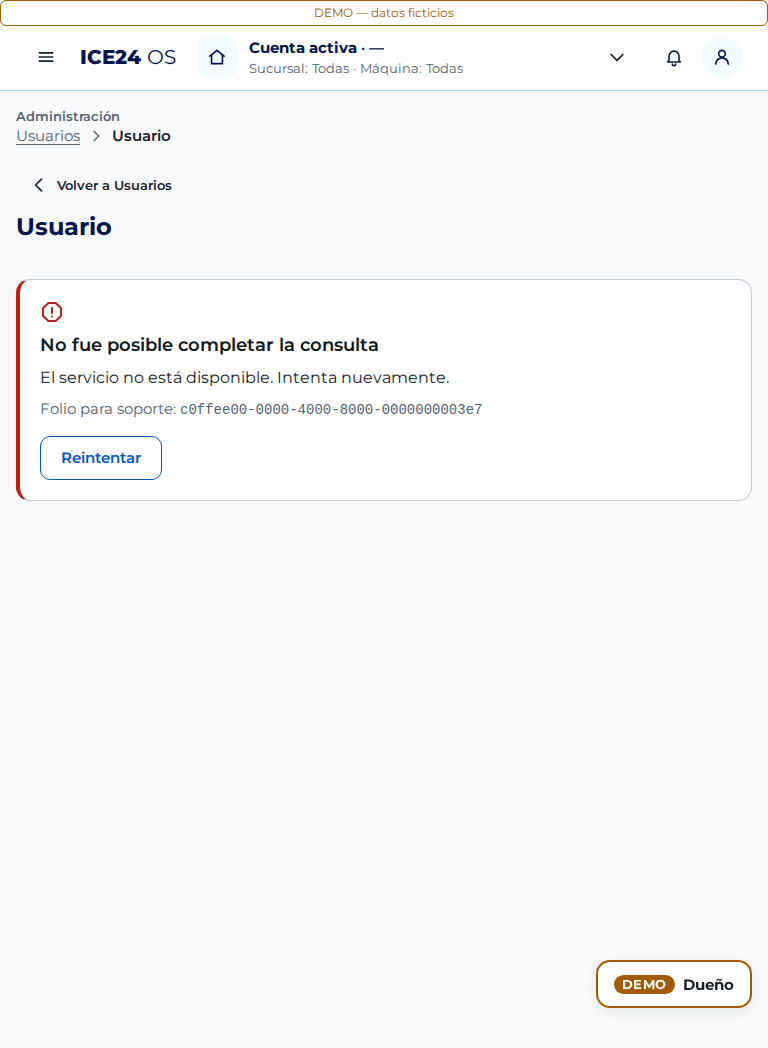 DEMO — datos ficticios
ICE24 OS
Cuenta activa · —
Sucursal: Todas · Máquina: Todas
Administración
Usuarios > Usuario
Volver a Usuarios
Usuario
No fue posible completar la consulta
El servicio no está disponible. Intenta nuevamente.
Folio para soporte: c0ffee00-0000-4000-8000-0000000003e7
Reintentar
DEMO Dueño